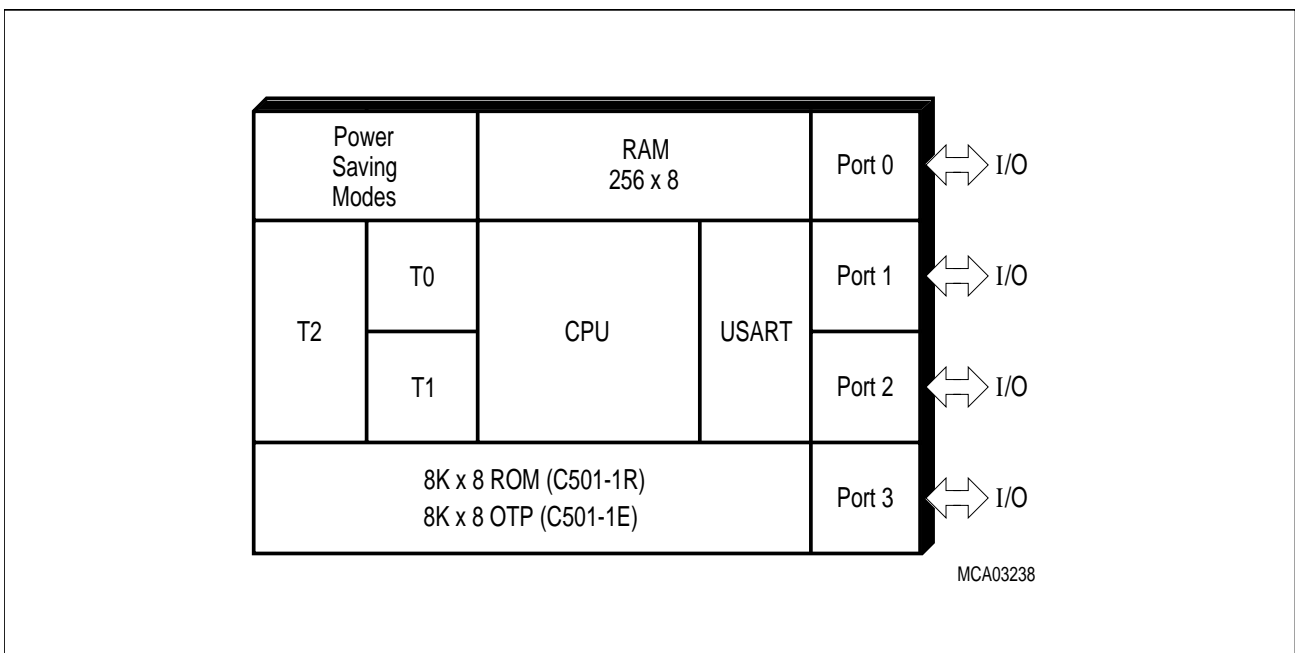 Power
Saving
Modes
RAM
256 x 8
Port 0
I/O
T2
T0
T1
CPU
USART
Port 1
I/O
Port 2
I/O
8K x 8 ROM (C501-1R)
8K x 8 OTP (C501-1E)
Port 3
I/O
MCA03238